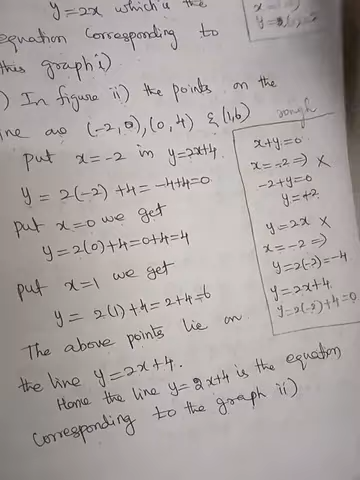 y=2x which is the
equation corresponding to
this graph i)
) In figure ii) the points on the
line are (-2,0), (0,4) & (1,6)
put x=-2 in y=2x+4
y = 2(-2) +4 = -4+4=0
put x=0 we get
y=2(0)+4=0+4=4
put x=1 we get
y = 2(1)+4=2+4=6
The above points lie on
the line y=2x+4.
Hence the line y=2x+4 is the equation
corresponding to the graph ii)
rough
x+y=0
x=-2=) X
-2+y=0
y=+2
y=2x X
x=-2=)
y=2(-2)=-4
y=2x+4
y=2(-2)+4=0